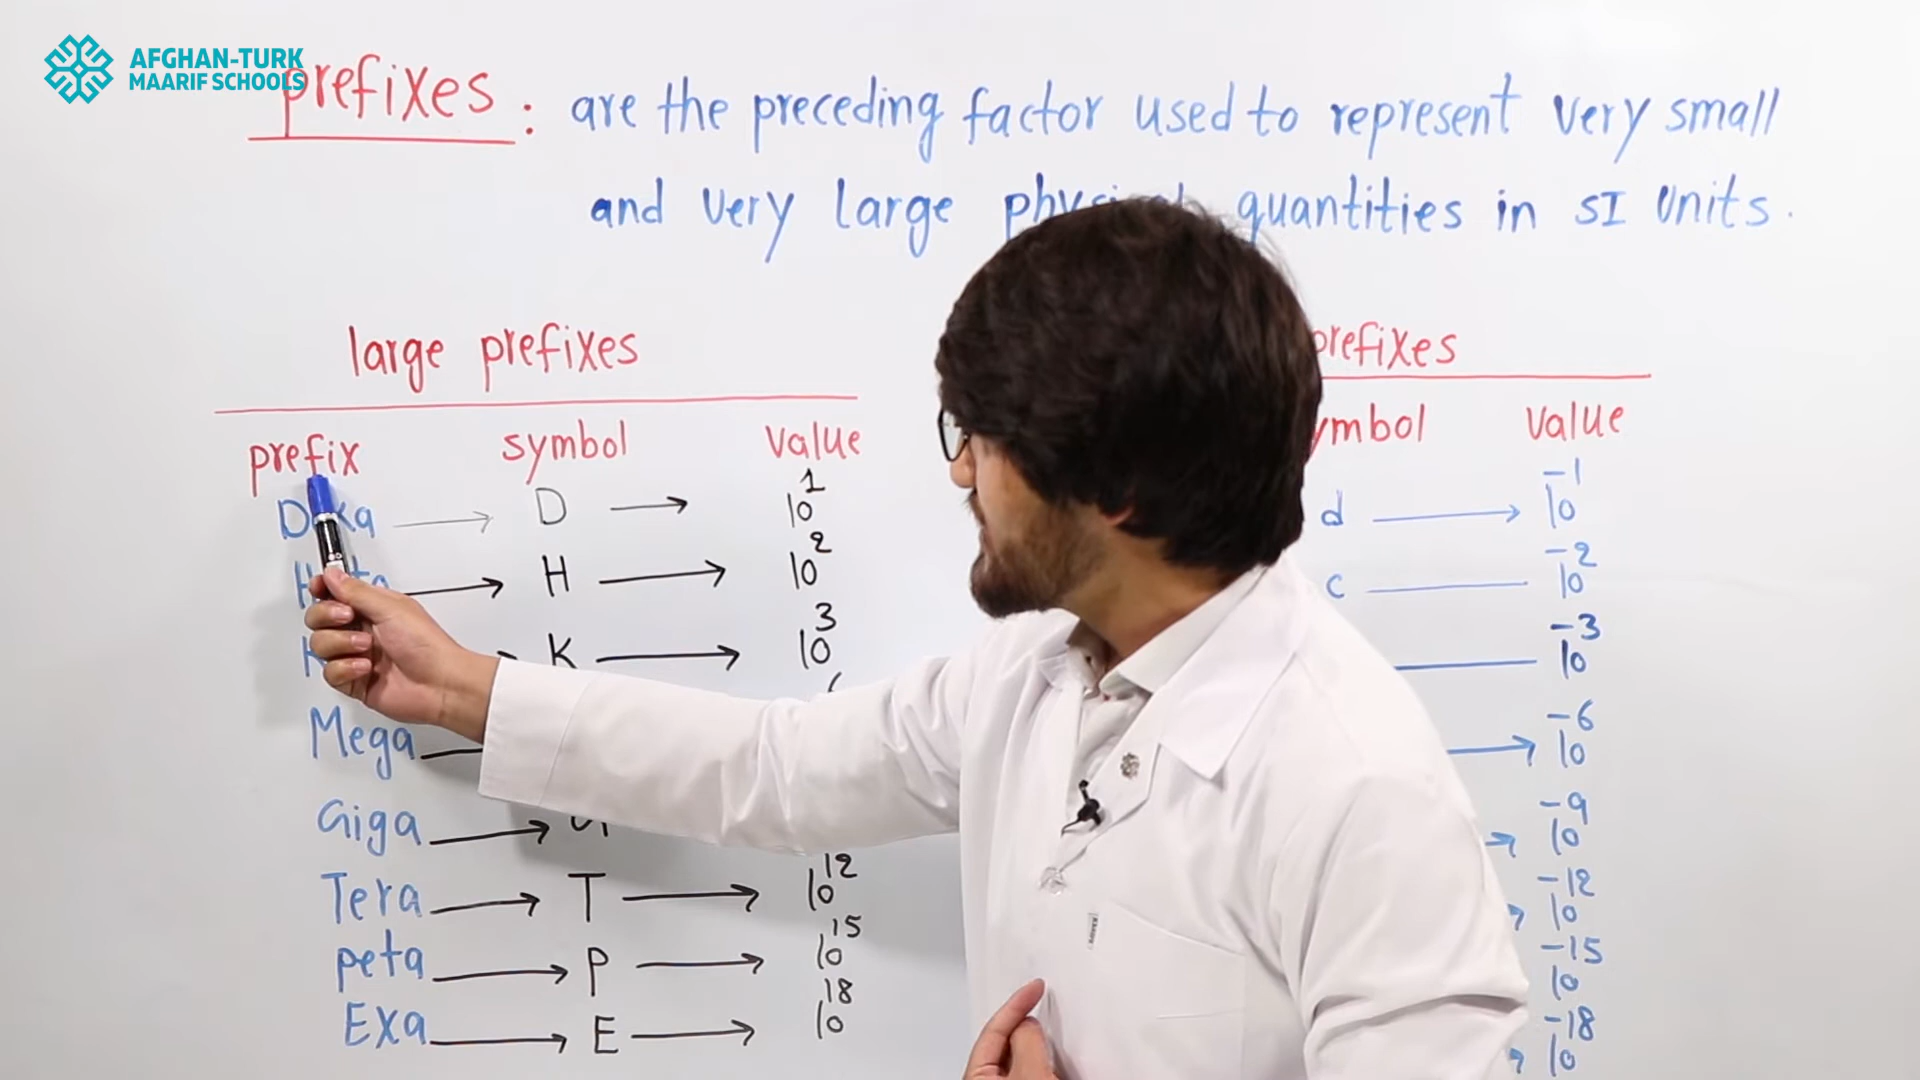 AFGHAN-TURK
MAARIF SCHOOLS
prefixes : are the preceding factor used to represent very small
and very large quantities in SI Units.
large prefixes
prefix symbol value
D 10^1
H 10^2
K 10^3
Mega
Giga
Tera T 10^12
peta P 10^15
Exa E 10^18
prefixes
value
d 10^-1
c 10^-2
10^-3
10^-6
10^-9
10^-12
10^-15
10^-18